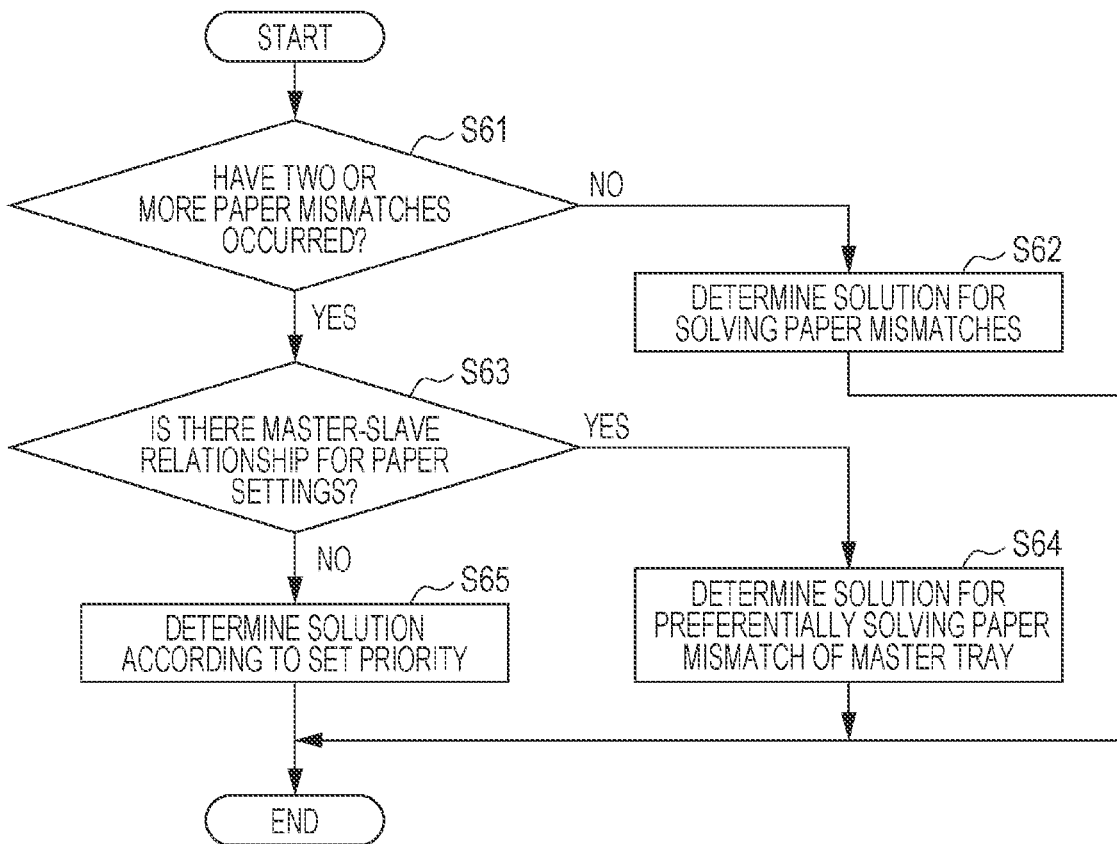 START
S61
HAVE TWO OR
MORE PAPER MISMATCHES
OCCURRED?
NO
YES
S62
DETERMINE SOLUTION FOR
SOLVING PAPER MISMATCHES
S63
IS THERE MASTER-SLAVE
RELATIONSHIP FOR PAPER
SETTINGS?
YES
NO
S64
DETERMINE SOLUTION FOR
PREFERENTIALLY SOLVING PAPER
MISMATCH OF MASTER TRAY
S65
DETERMINE SOLUTION
ACCORDING TO SET PRIORITY
END